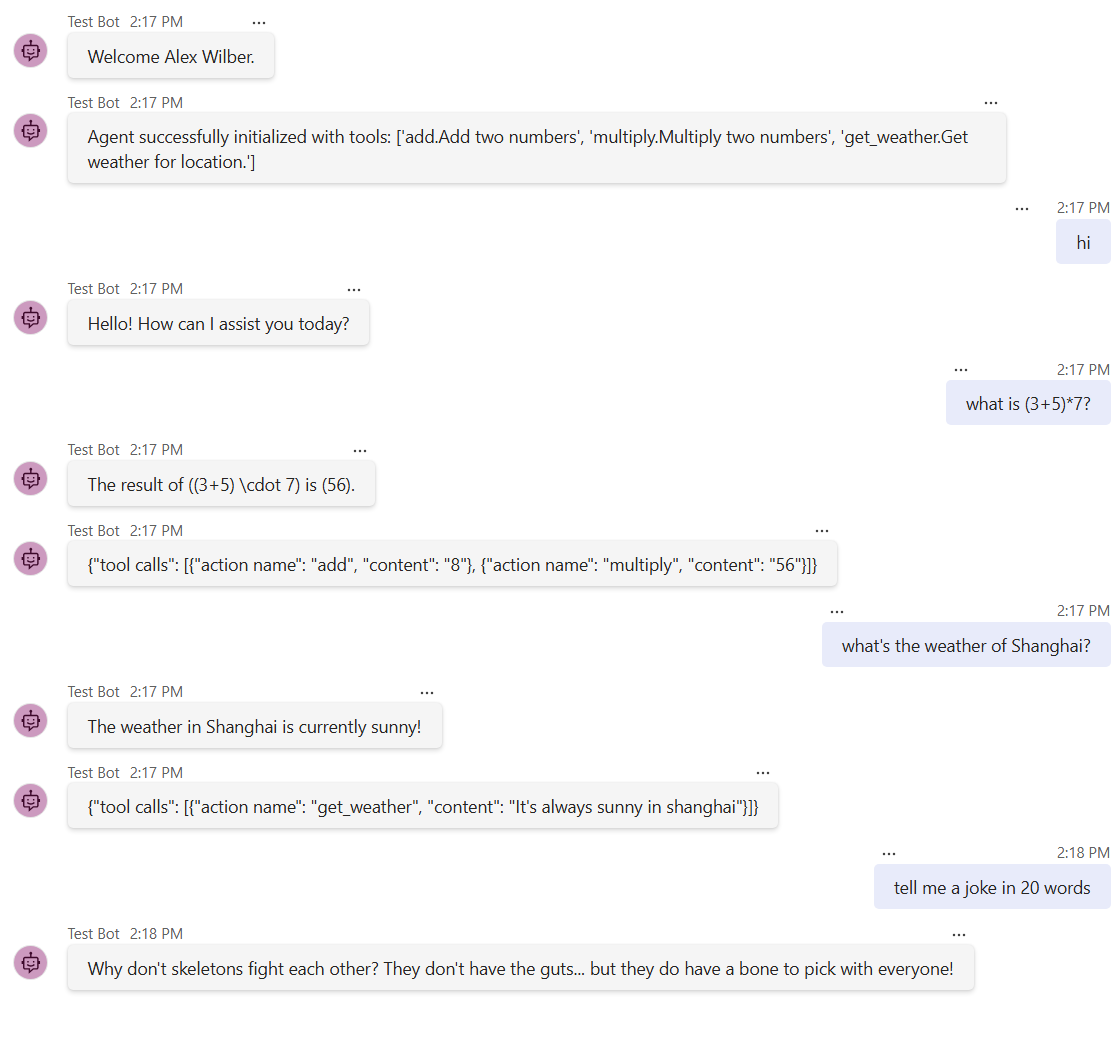 Test Bot 2:17 PM ...
Welcome Alex Wilber.
Test Bot 2:17 PM ...
Agent successfully initialized with tools: ['add.Add two numbers', 'multiply.Multiply two numbers', 'get_weather.Get
weather for location.']
... 2:17 PM
hi
Test Bot 2:17 PM ...
Hello! How can I assist you today?
... 2:17 PM
what is (3+5)*7?
Test Bot 2:17 PM ...
The result of ((3+5) \cdot 7) is (56).
Test Bot 2:17 PM ...
{"tool calls": [{"action name": "add", "content": "8"}, {"action name": "multiply", "content": "56"}]}
... 2:17 PM
what's the weather of Shanghai?
Test Bot 2:17 PM ...
The weather in Shanghai is currently sunny!
Test Bot 2:17 PM ...
{"tool calls": [{"action name": "get_weather", "content": "It's always sunny in shanghai"}]}
... 2:18 PM
tell me a joke in 20 words
Test Bot 2:18 PM ...
Why don't skeletons fight each other? They don't have the guts... but they do have a bone to pick with everyone!